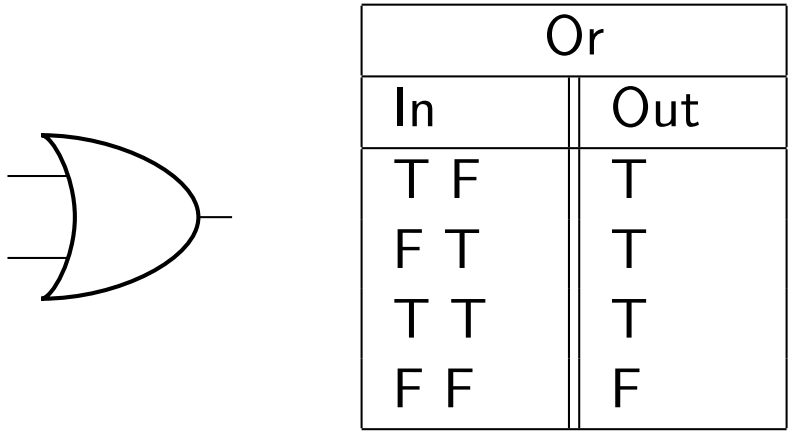 Or
In Out
T F T
F T T
T T T
F F F